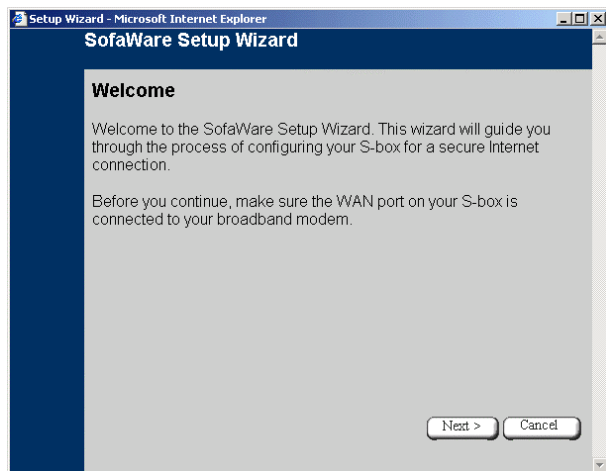 Setup Wizard - Microsoft Internet Explorer
SofaWare Setup Wizard
Welcome
Welcome to the SofaWare Setup Wizard. This wizard will guide you
through the process of configuring your S-box for a secure Internet
connection.
Before you continue, make sure the WAN port on your S-box is
connected to your broadband modem.
Next > Cancel